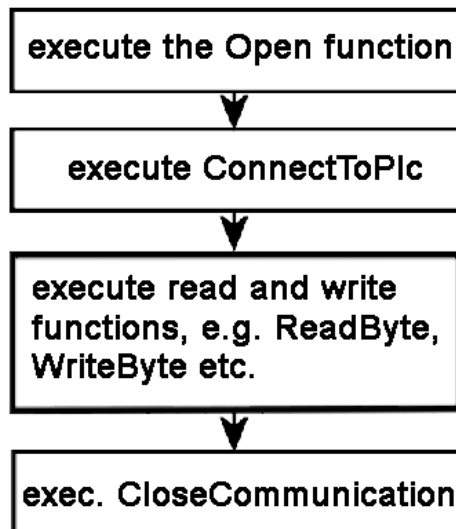 execute the Open function
execute ConnectToPlc
execute read and write
functions, e.g. ReadByte,
WriteByte etc.
exec. CloseCommunication